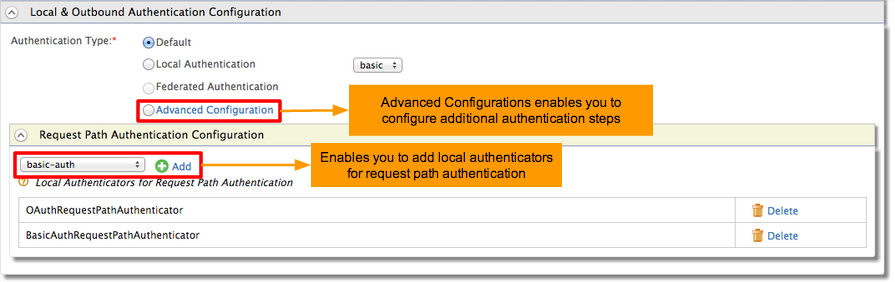 Local & Outbound Authentication Configuration
Authentication Type:* Default
Local Authentication basic
Federated Authentication
Advanced Configuration
Advanced Configurations enables you to
configure additional authentication steps
Request Path Authentication Configuration
basic-auth Add
Enables you to add local authenticators
for request path authentication
? Local Authenticators for Request Path Authentication
OAuthRequestPathAuthenticator Delete
BasicAuthRequestPathAuthenticator Delete